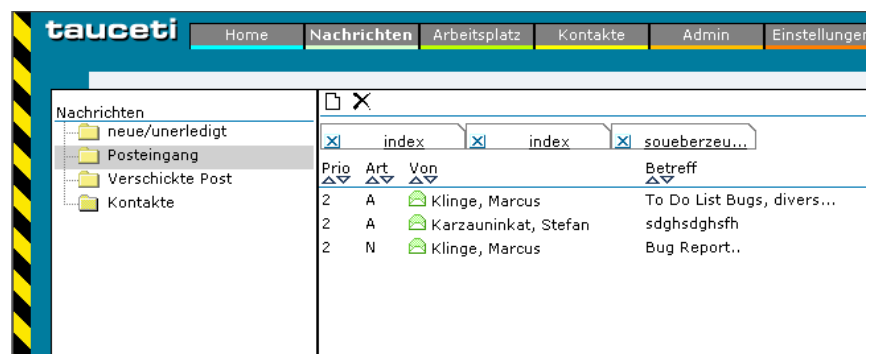 tauceti
Home Nachrichten Arbeitsplatz Kontakte Admin Einstellungen
Nachrichten
neue/unerledigt
Posteingang
Verschickte Post
Kontakte
index index soueberzeu...
Prio Art Von Betreff
2 A Klinge, Marcus To Do List Bugs, divers...
2 A Karzauninkat, Stefan sdghsdghsfh
2 N Klinge, Marcus Bug Report..